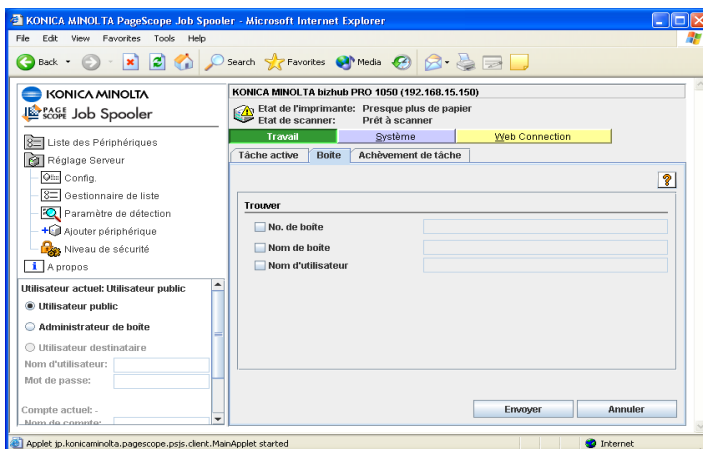 KONICA MINOLTA PageScope Job Spooler - Microsoft Internet Explorer
File Edit View Favorites Tools Help
Back Search Favorites Media
KONICA MINOLTA
PAGE SCOPE Job Spooler
Liste des Périphériques
Réglage Serveur
Config.
Gestionnaire de liste
Paramètre de détection
Ajouter périphérique
Niveau de sécurité
A propos
Utilisateur actuel: Utilisateur public
Utilisateur public
Administrateur de boîte
Utilisateur destinataire
Nom d'utilisateur:
Mot de passe:
Compte actuel: -
Nom de compte:
KONICA MINOLTA bizhub PRO 1050 (192.168.15.150)
Etat de l'imprimante: Presque plus de papier
Etat de scanner: Prêt à scanner
Travail Système Web Connection
Tâche active Boîte Achèvement de tâche
?
Trouver
No. de boîte
Nom de boîte
Nom d'utilisateur
Envoyer Annuler
Applet jp.konicaminolta.pagescope.psjs.client.MainApplet started Internet